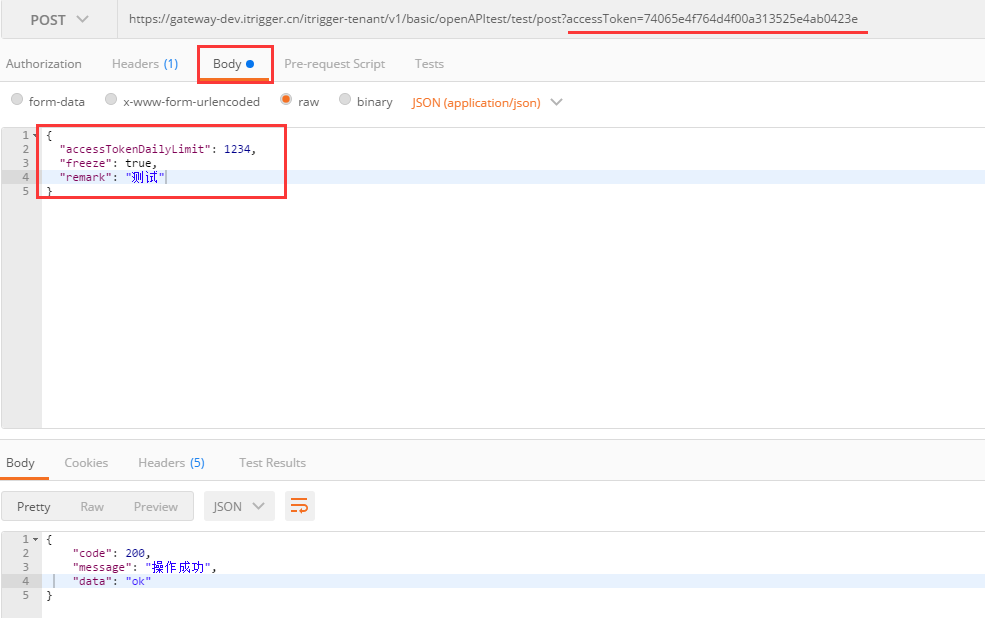 POST https://gateway-dev.itrigger.cn/itrigger-tenant/v1/basic/openAPItest/test/post?accessToken=74065e4f764d4f00a313525e4ab0423e
Authorization Headers (1) Body Pre-request Script Tests
form-data x-www-form-urlencoded raw binary JSON (application/json)
1 {
2 "accessTokenDailyLimit": 1234,
3 "freeze": true,
4 "remark": "测试"
5 }
Body Cookies Headers (5) Test Results
Pretty Raw Preview JSON
1 {
2 "code": 200,
3 "message": "操作成功",
4 "data": "ok"
5 }